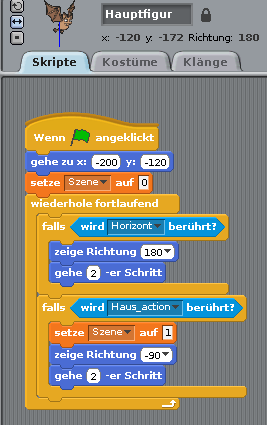 Hauptfigur
x: -120 y: -172 Richtung: 180
Skripte Kostüme Klänge
Wenn angeklickt
gehe zu x: -200 y: -120
setze Szene auf 0
wiederhole fortlaufend
falls wird Horizont berührt?
zeige Richtung 180
gehe 2 -er Schritt
falls wird Haus_action berührt?
setze Szene auf 1
zeige Richtung -90
gehe 2 -er Schritt